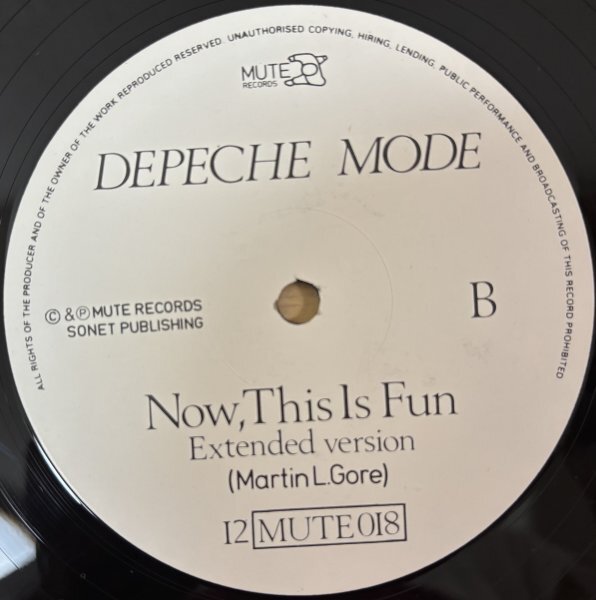 ALL RIGHTS OF THE PRODUCER AND OF THE OWNER OF THE WORK REPRODUCED RESERVED. UNAUTHORISED COPYING, HIRING, LENDING, PUBLIC PERFORMANCE AND BROADCASTING OF THIS RECORD PROHIBITED
MUTE
RECORDS
DEPECHE MODE
© & ℗ MUTE RECORDS
SONET PUBLISHING
B
Now, This Is Fun
Extended version
(Martin L. Gore)
12 MUTE 018